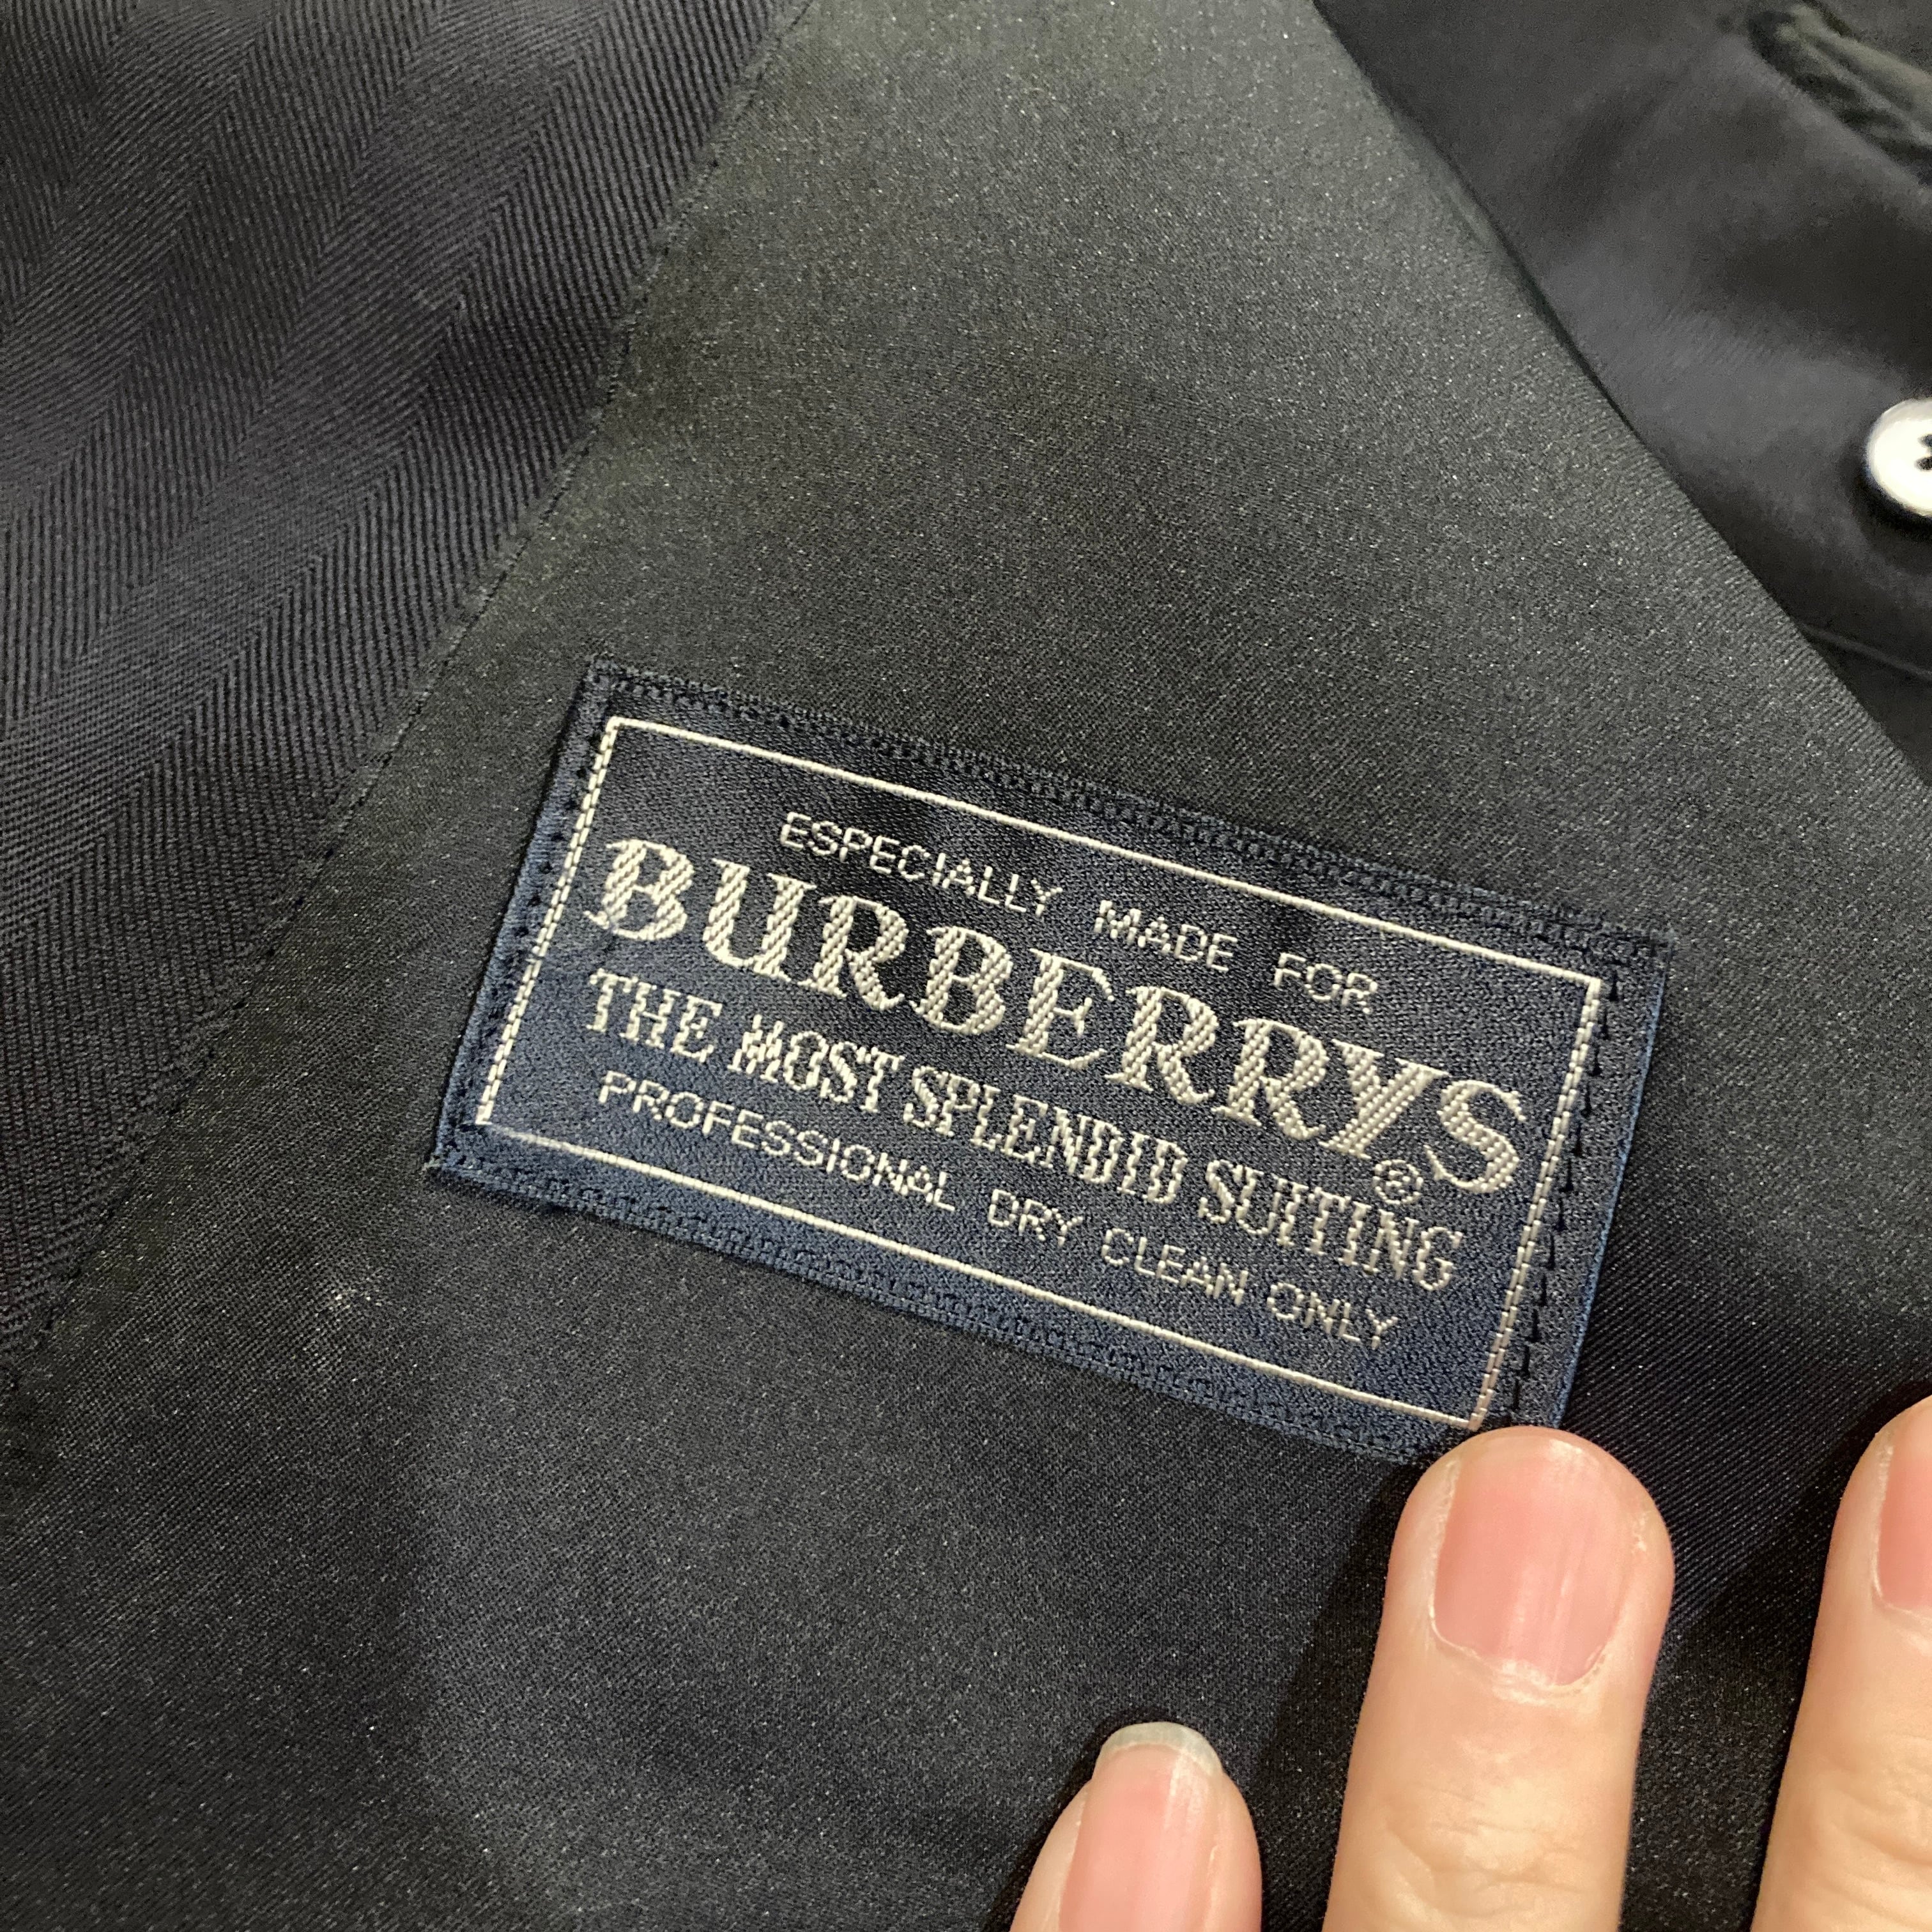 ESPECIALLY MADE FOR
BURBERRYS®
THE MOST SPLENDID SUITING
PROFESSIONAL DRY CLEAN ONLY